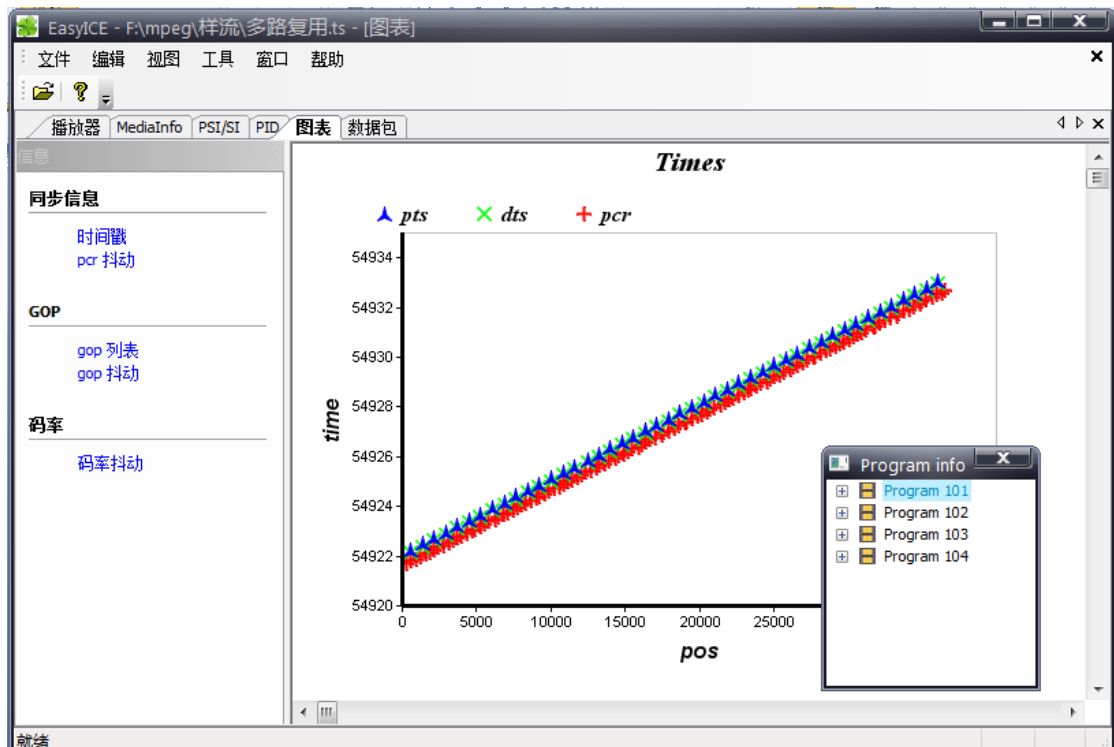 EasyICE - F:\mpeg\样流\多路复用.ts - [图表]
文件 编辑 视图 工具 窗口 帮助
播放器 MediaInfo PSI/SI PID 图表 数据包
信息
同步信息
时间戳
pcr 抖动
GOP
gop 列表
gop 抖动
码率
码率抖动
Times
pts dts pcr
54934
54932
54930
54928
54926
54924
54922
54920
time
0 5000 10000 15000 20000 25000
pos
Program info
Program 101
Program 102
Program 103
Program 104
就绪